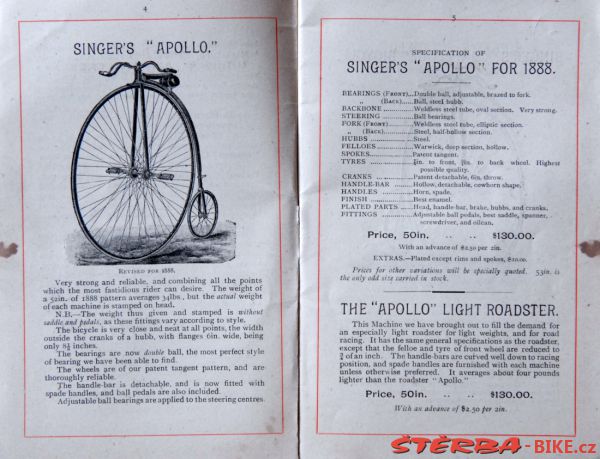 4
SINGER'S "APOLLO."
REVISED FOR 1888.
Very strong and reliable, and combining all the points
which the most fastidious rider can desire. The weight of
a 52in. of 1888 pattern averages 34lbs., but the actual weight
of each machine is stamped on head.
N.B.—The weight thus given and stamped is without
saddle and pedals, as these fittings vary according to style.
The bicycle is very close and neat at all points, the width
outside the cranks of a hubb, with flanges 6in. wide, being
only 8½ inches.
The bearings are now double ball, the most perfect style
of bearing we have been able to find.
The wheels are of our patent tangent pattern, and are
thoroughly reliable.
The handle-bar is detachable, and is now fitted with
spade handles, and ball pedals are also included.
Adjustable ball bearings are applied to the steering centres.
5
SPECIFICATION OF
SINGER'S "APOLLO" FOR 1888.
BEARINGS (FRONT)...Double ball, adjustable, brazed to fork.
„ (BACK)......Ball, steel hubb.
BACKBONE ...............Weldless steel tube, oval section. Very strong.
STEERING ...............Ball bearings.
FORK (FRONT)...........Weldless steel tube, elliptic section.
„ (BACK)............Steel, half-hollow section.
HUBBS ....................Steel.
FELLOES ................Warwick, deep section, hollow.
SPOKES...................Patent tangent.
TYRES ...................in. to front, in. to back wheel. Highest
possible quality.
CRANKS .................Patent detachable, 6in. throw.
HANDLE-BAR .........Hollow, detachable, cowhorn shape.
HANDLES ...............Horn, spade.
FINISH ...................Best enamel.
PLATED PARTS .....Head, handle-bar, brake, hubbs, and cranks.
FITTINGS ...............Adjustable ball pedals, best saddle, spanner,
screwdriver, and oilcan.
Price, 50in. .. .. .. $130.00.
With an advance of $2.50 per 2in.
EXTRAS.—Plated except rims and spokes, $10.00.
Prices for other variations will be specially quoted. 53in. is
the only odd size carried in stock.
THE "APOLLO" LIGHT ROADSTER.
This Machine we have brought out to fill the demand for
an especially light roadster for light weights, and for road
racing. It has the same general specifications as the roadster,
except that the felloe and tyre of front wheel are reduced to
¾ of an inch. The handle-bars are curved well down to racing
position, and spade handles are furnished with each machine
unless otherwise preferred. It averages about four pounds
lighter than the roadster "Apollo."
Price, 50in. .. .. .. $130.00.
With an advance of $2.50 per 2in.
ŠTĚRBA-BIKE.cz